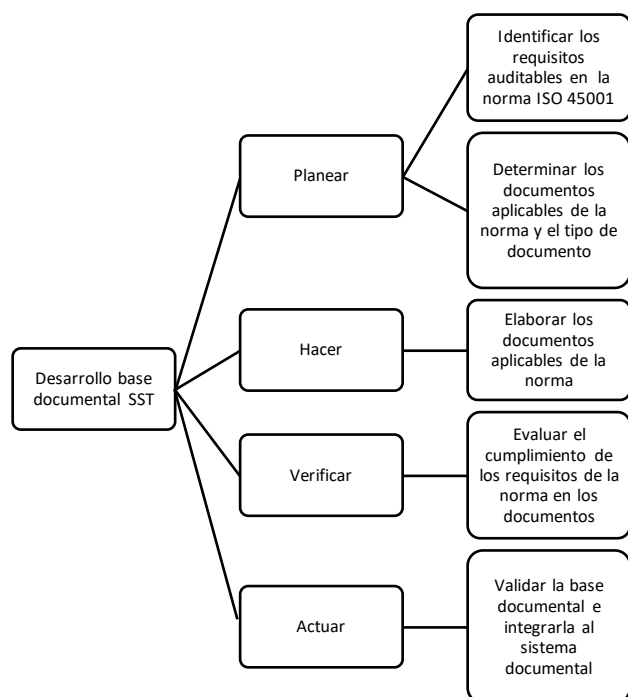 Desarrollo base
documental SST
Planear
Identificar los
requisitos
auditables en la
norma ISO 45001
Determinar los
documentos
aplicables de la
norma y el tipo de
documento
Hacer
Elaborar los
documentos
aplicables de la
norma
Verificar
Evaluar el
cumplimiento de
los requisitos de la
norma en los
documentos
Actuar
Validar la base
documental e
integrarla al
sistema
documental